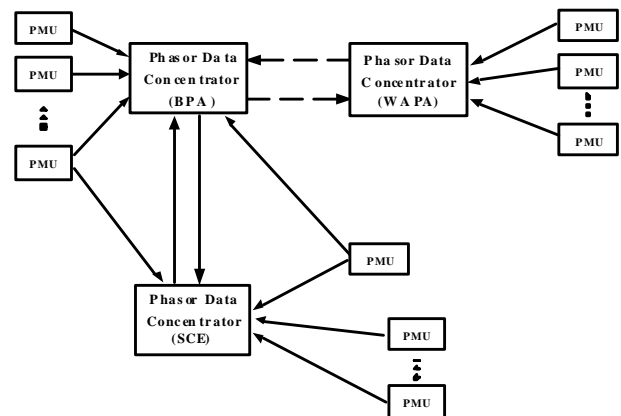 PMU
PMU
PMU
Phasor Data
Concentrator
(BPA)
Phasor Data
Concentrator
(WAPA)
PMU
PMU
PMU
PMU
Phasor Data
Concentrator
(SCE)
PMU
PMU